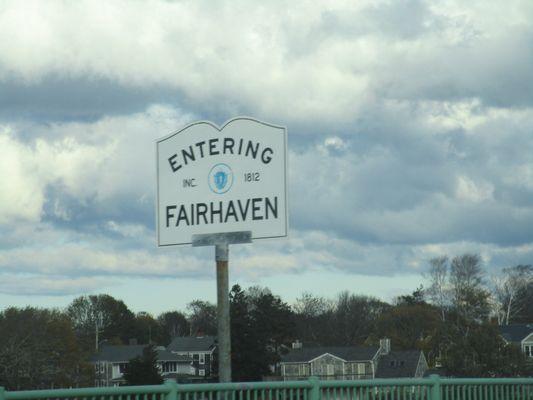 ENTERING
INC. 1812
FAIRHAVEN